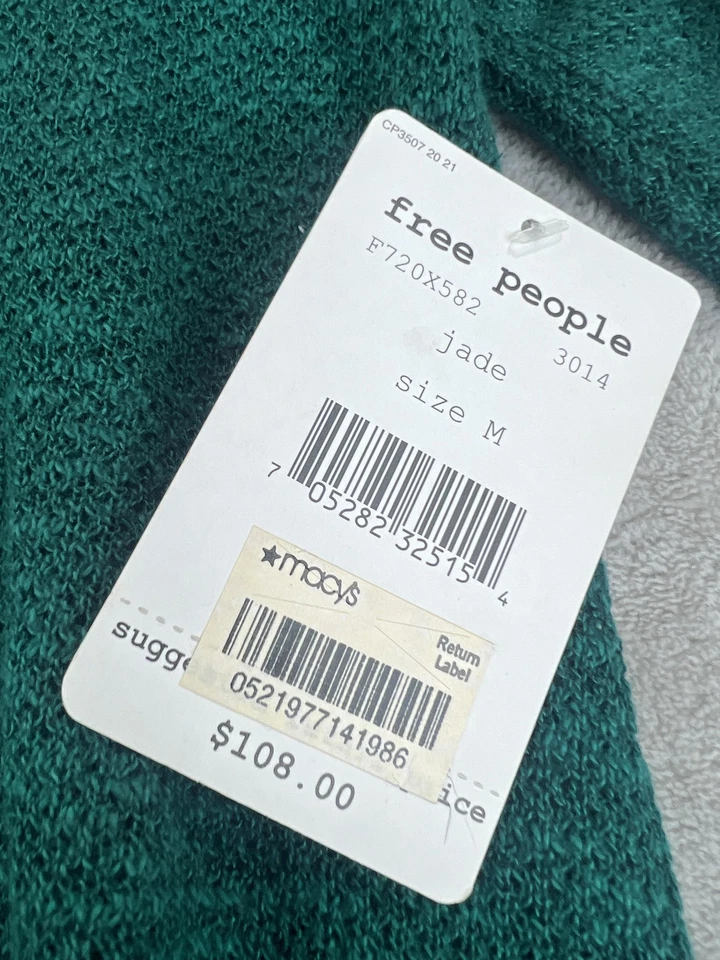 CP3507 20 21
free people
F720X582 3014
jade
size M
7 05282 32515 4
★macy's
Return
Label
0521977141986
sugge ice
$108.00